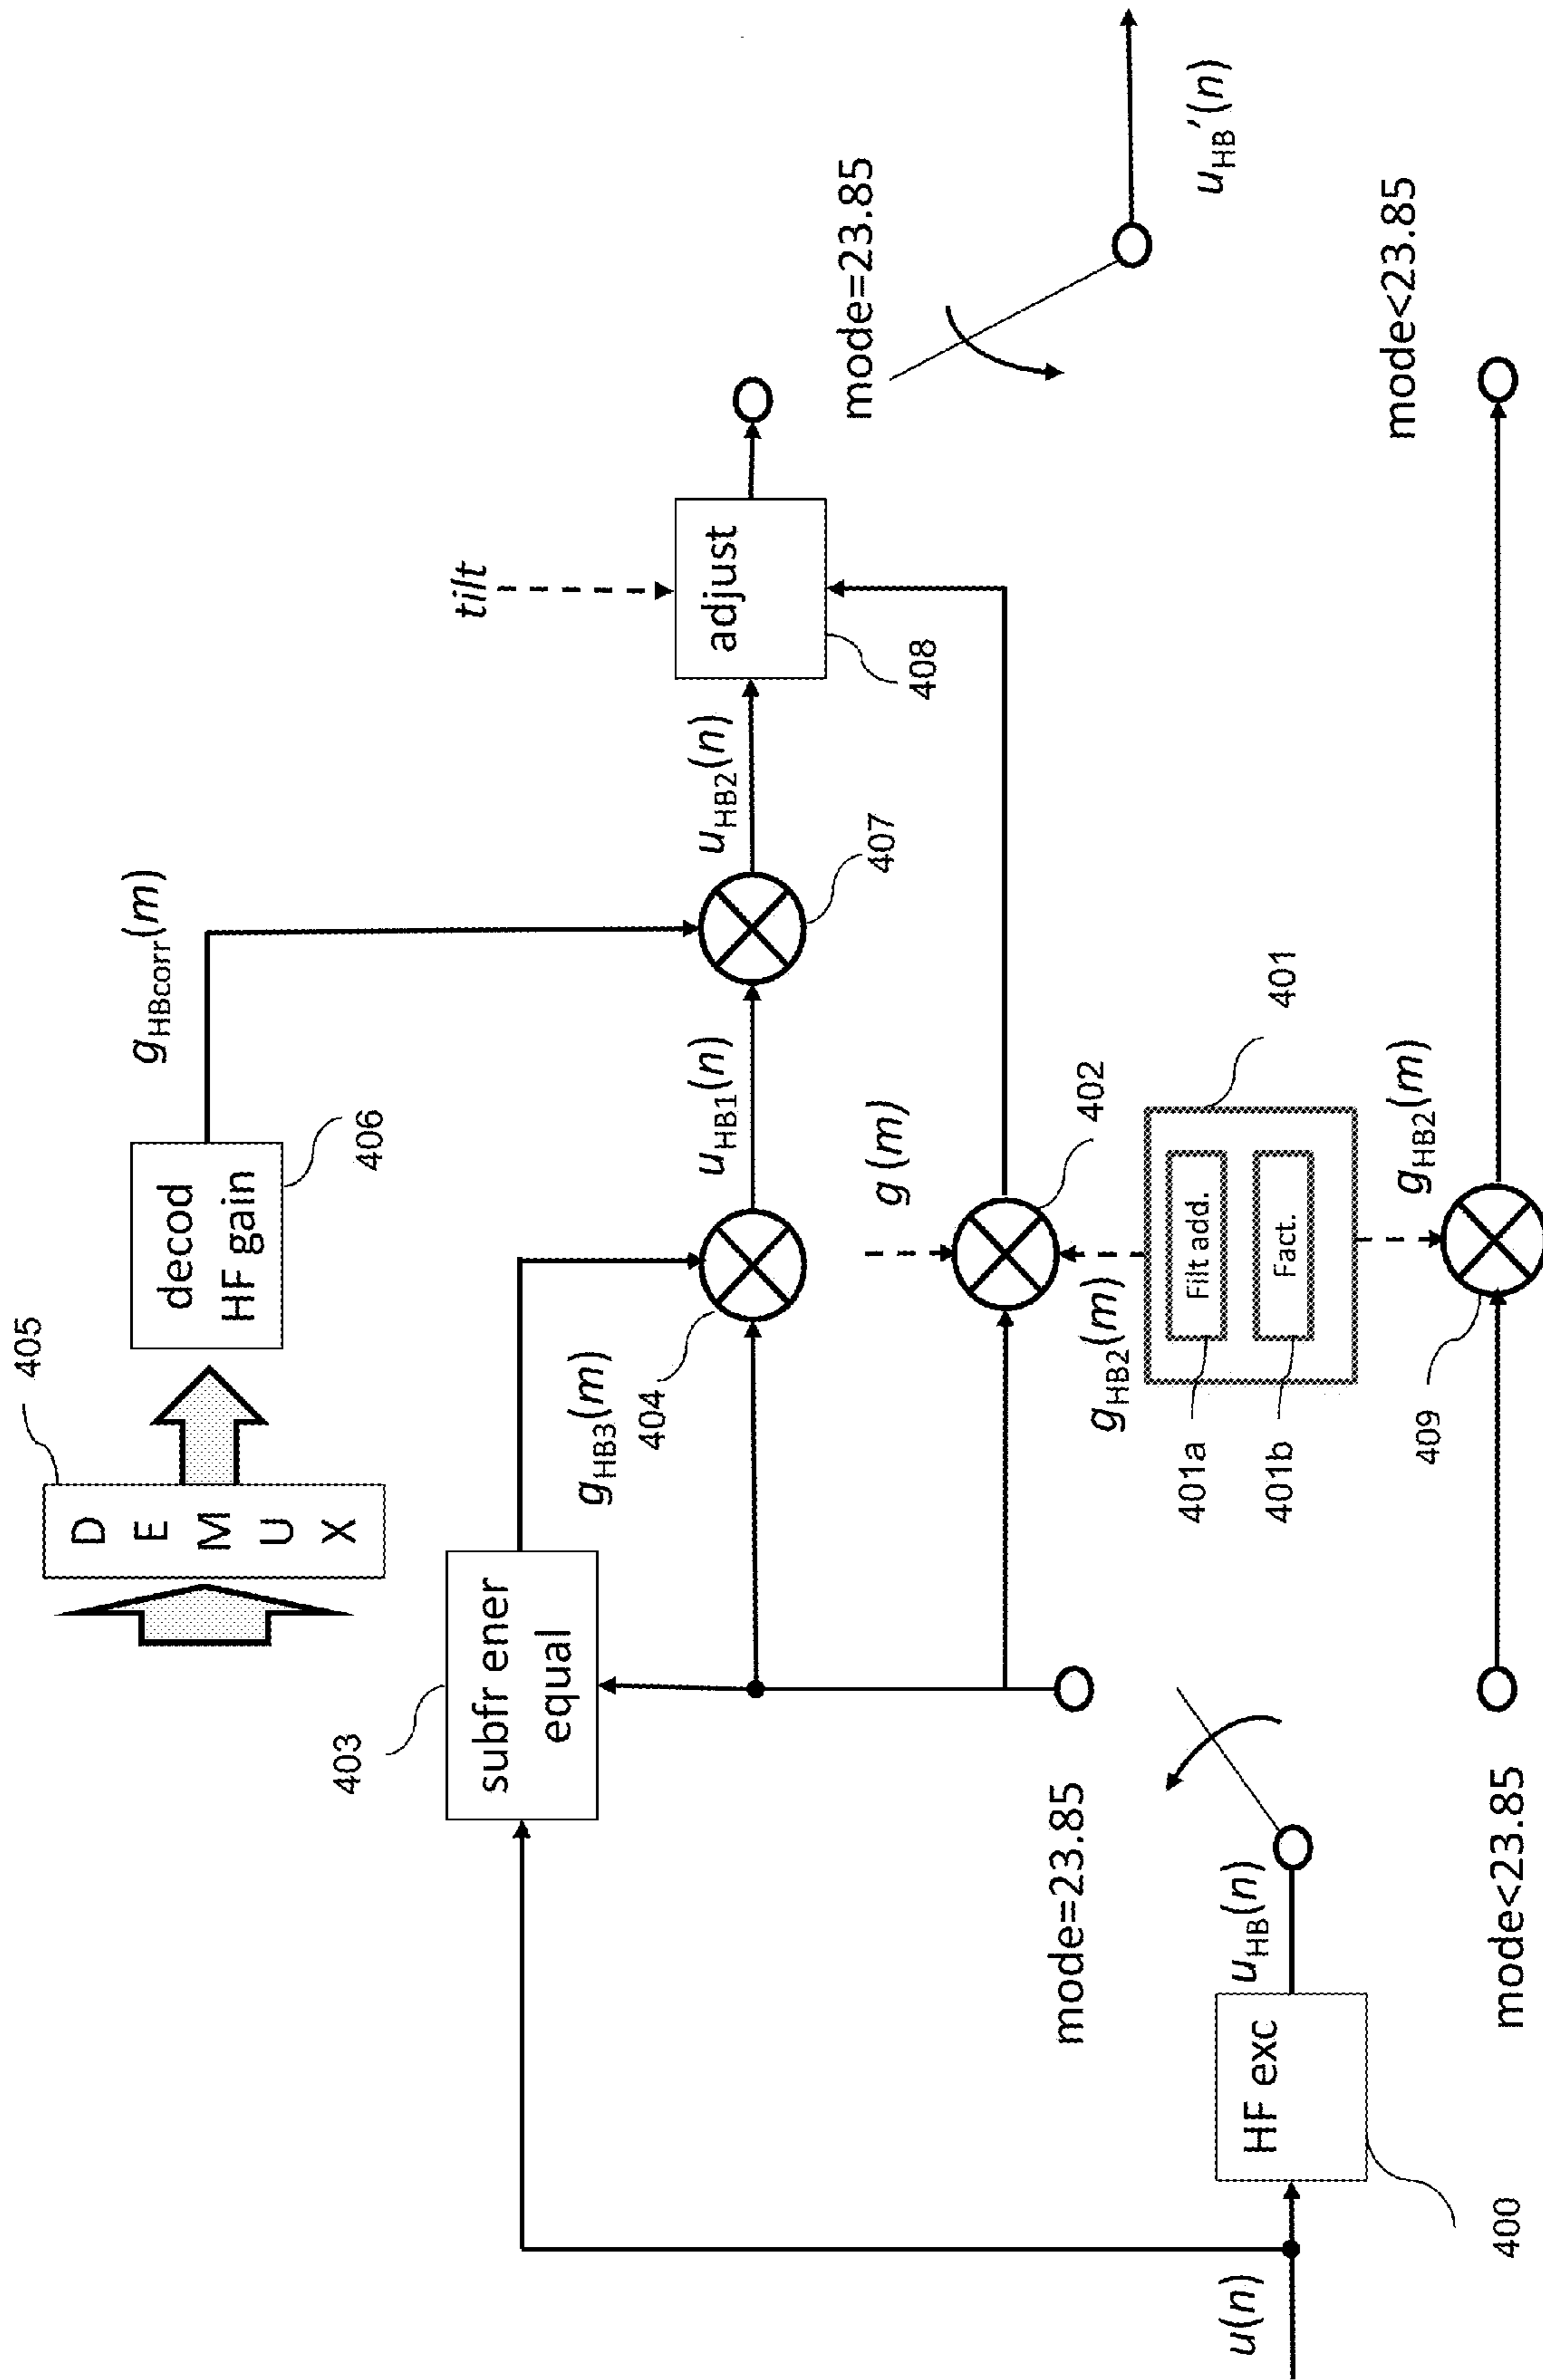 405
D
E
M
U
X
decod
HF gain
406
g_HBcorr(m)
403
subfr ener
equal
g_HB3(m)
404
u_HB1(n)
407
u_HB2(n)
tilt
adjust
408
mode=23.85
mode=23.85
g (m)
402
g_HB2(m)
401
Filt add.
Fact.
401a
401b
g_HB2(m)
409
u(n)
HF exc
400
u_HB(n)
mode<23.85
mode<23.85
u_HB'(n)